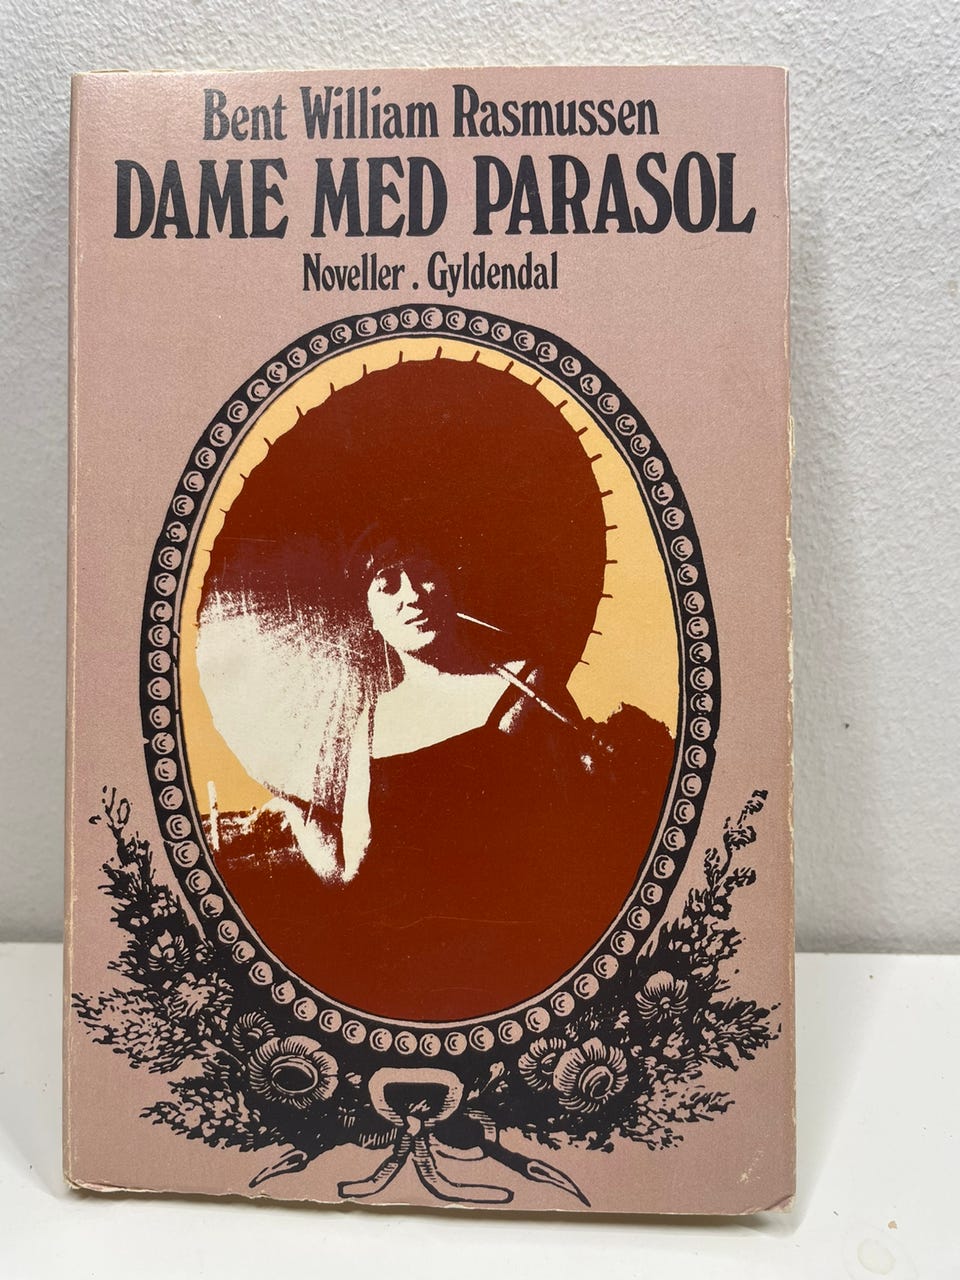 Bent William Rasmussen
DAME MED PARASOL
Noveller . Gyldendal